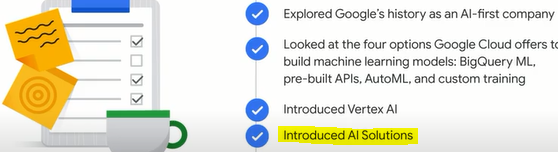 Explored Google's history as an AI-first company
Looked at the four options Google Cloud offers to
build machine learning models: BigQuery ML,
pre-built APIs, AutoML, and custom training
Introduced Vertex AI
Introduced AI Solutions